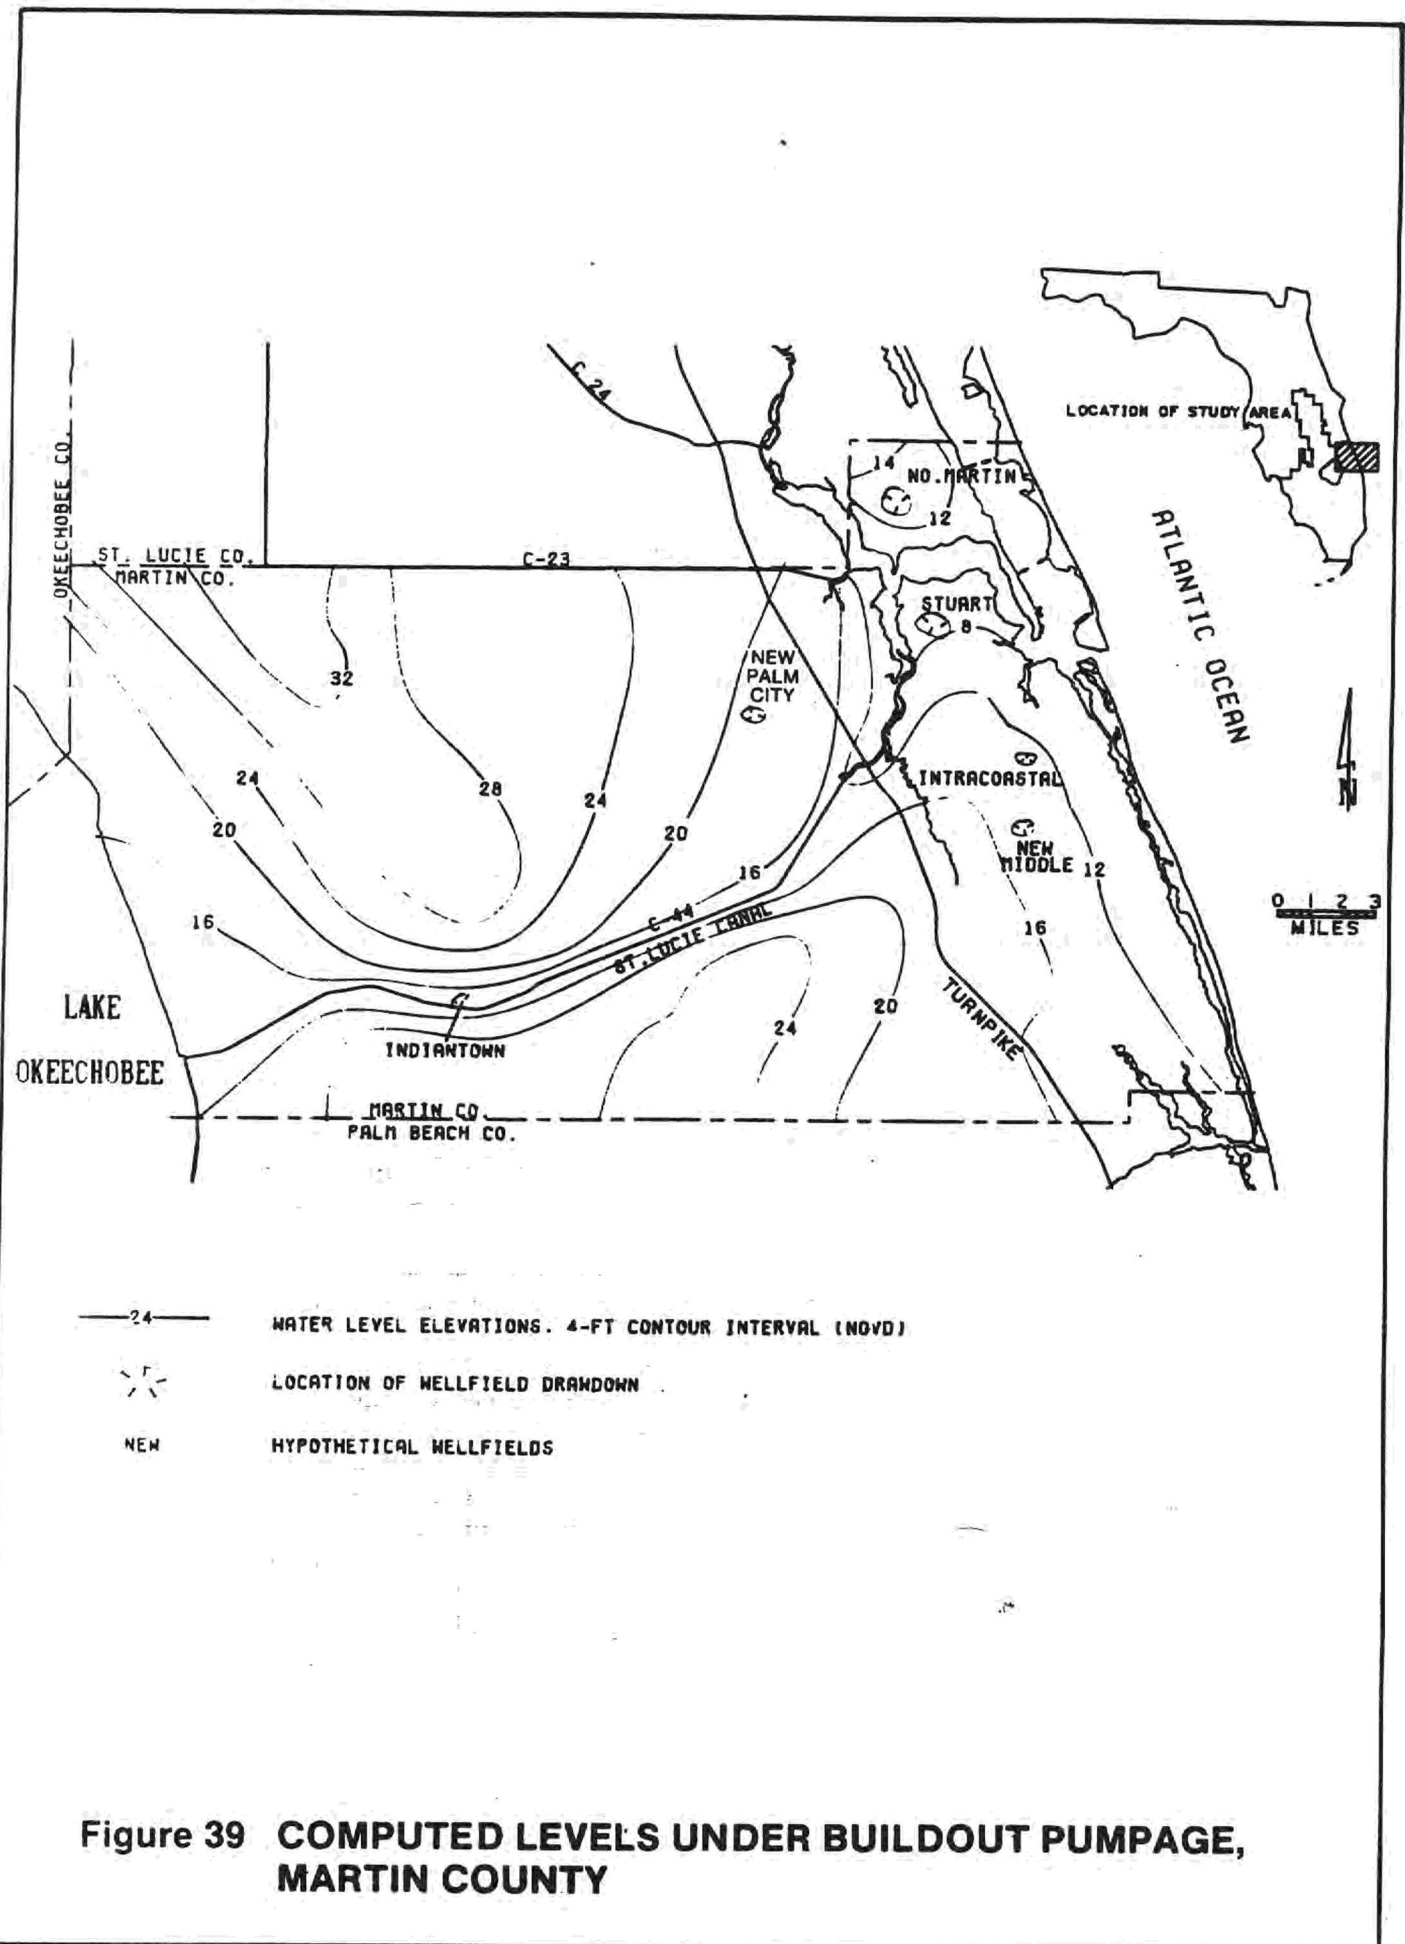 C 24
LOCATION OF STUDY AREA
OKEECHOBEE CO.
14
NO. MARTIN
12
ATLANTIC OCEAN
ST. LUCIE CO.
MARTIN CO.
C-23
STUART
8
NEW
PALM
CITY
32
24
28
24
INTRACOASTAL
N
20
20
NEW
MIDDLE
12
16
16
16
0 1 2 3
MILES
C-44
ST. LUCIE CANAL
LAKE
OKEECHOBEE
20
24
TURNPIKE
INDIANTOWN
MARTIN CO.
PALM BEACH CO.
24
WATER LEVEL ELEVATIONS. 4-FT CONTOUR INTERVAL (NGVD)
LOCATION OF WELLFIELD DRAWDOWN
NEW
HYPOTHETICAL WELLFIELDS
Figure 39 COMPUTED LEVELS UNDER BUILDOUT PUMPAGE,
MARTIN COUNTY